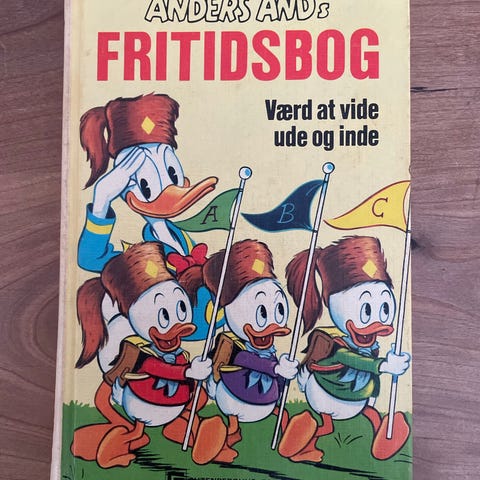 ANDERS ANDs
FRITIDSBOG
Værd at vide
ude og inde
A B C